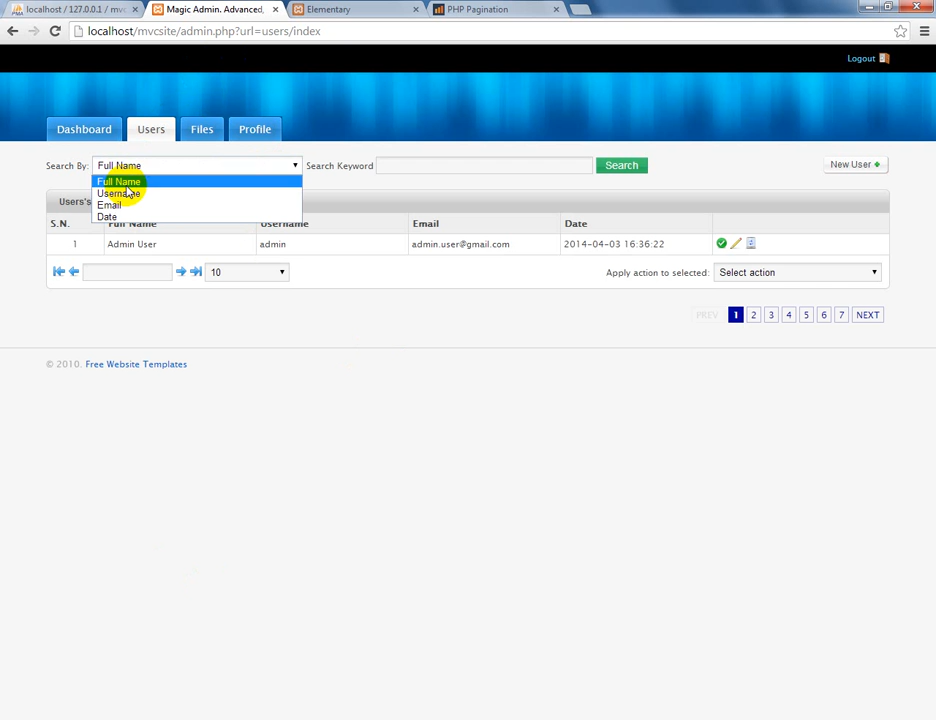 localhost / 127.0.0.1 / mvc
Magic Admin. Advanced,
Elementary
PHP Pagination
localhost/mvcsite/admin.php?url=users/index
Logout
Dashboard
Users
Files
Profile
Search By:
Full Name
Search Keyword
Search
New User
Full Name
Username
Email
Date
Users's
S.N.
Full Name
Username
Email
Date
1
Admin User
admin
admin.user@gmail.com
2014-04-03 16:36:22
10
Apply action to selected:
Select action
PREV 1 2 3 4 5 6 7 NEXT
© 2010. Free Website Templates